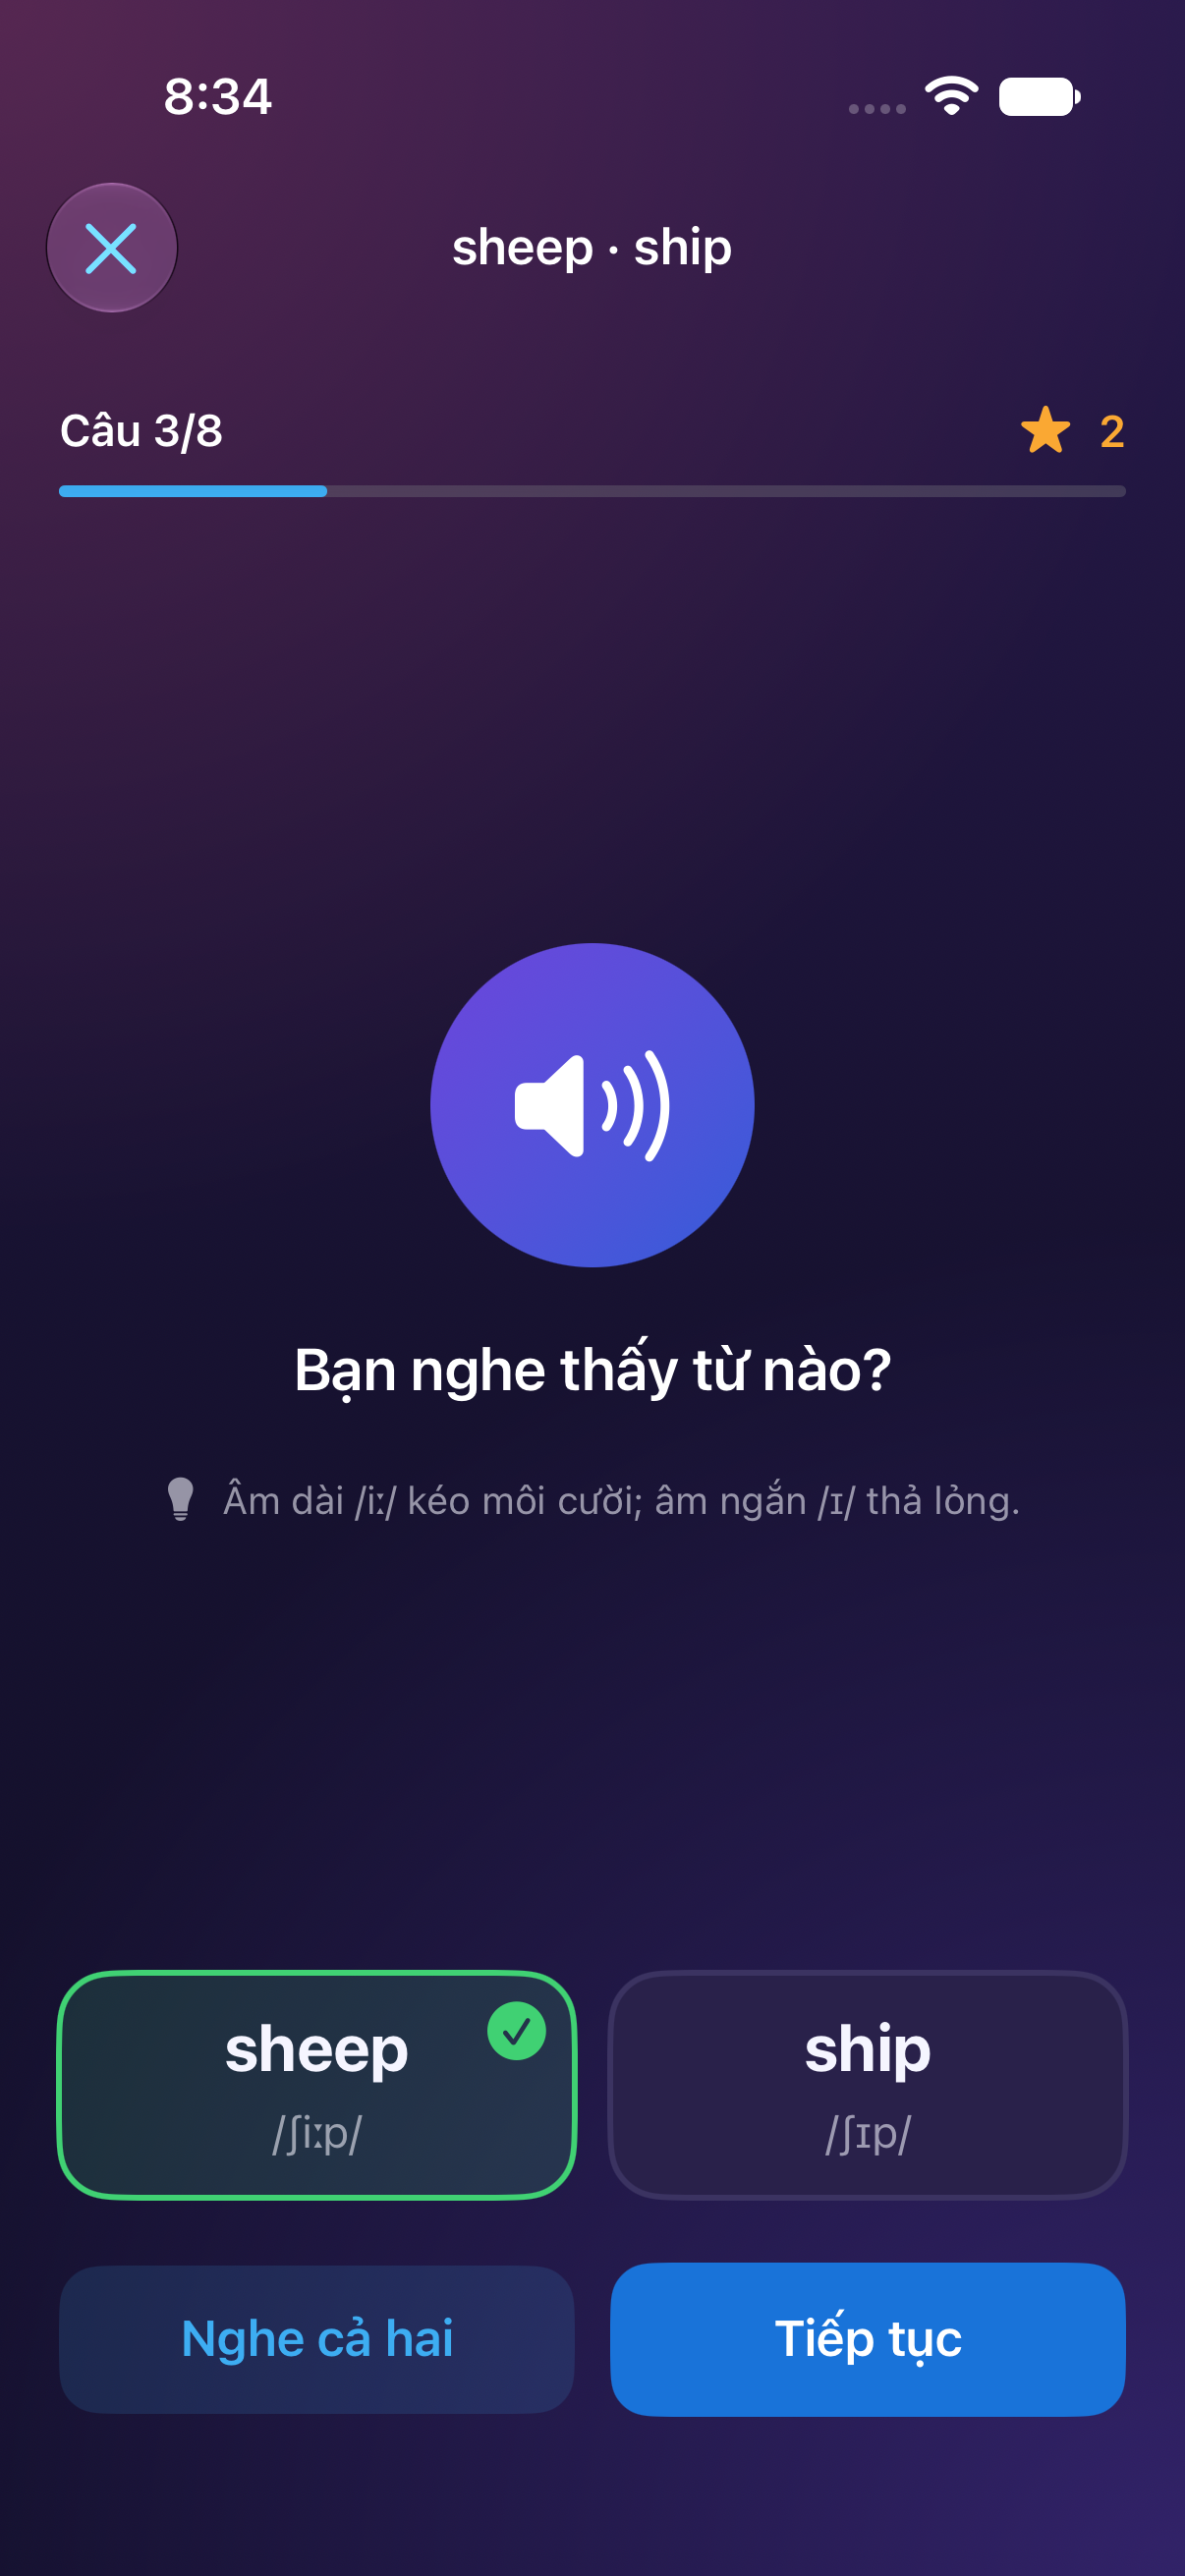 8:34
sheep · ship
Câu 3/8
2
Bạn nghe thấy từ nào?
Âm dài /iː/ kéo môi cười; âm ngắn /ɪ/ thả lỏng.
sheep
/ʃiːp/
ship
/ʃɪp/
Nghe cả hai
Tiếp tục